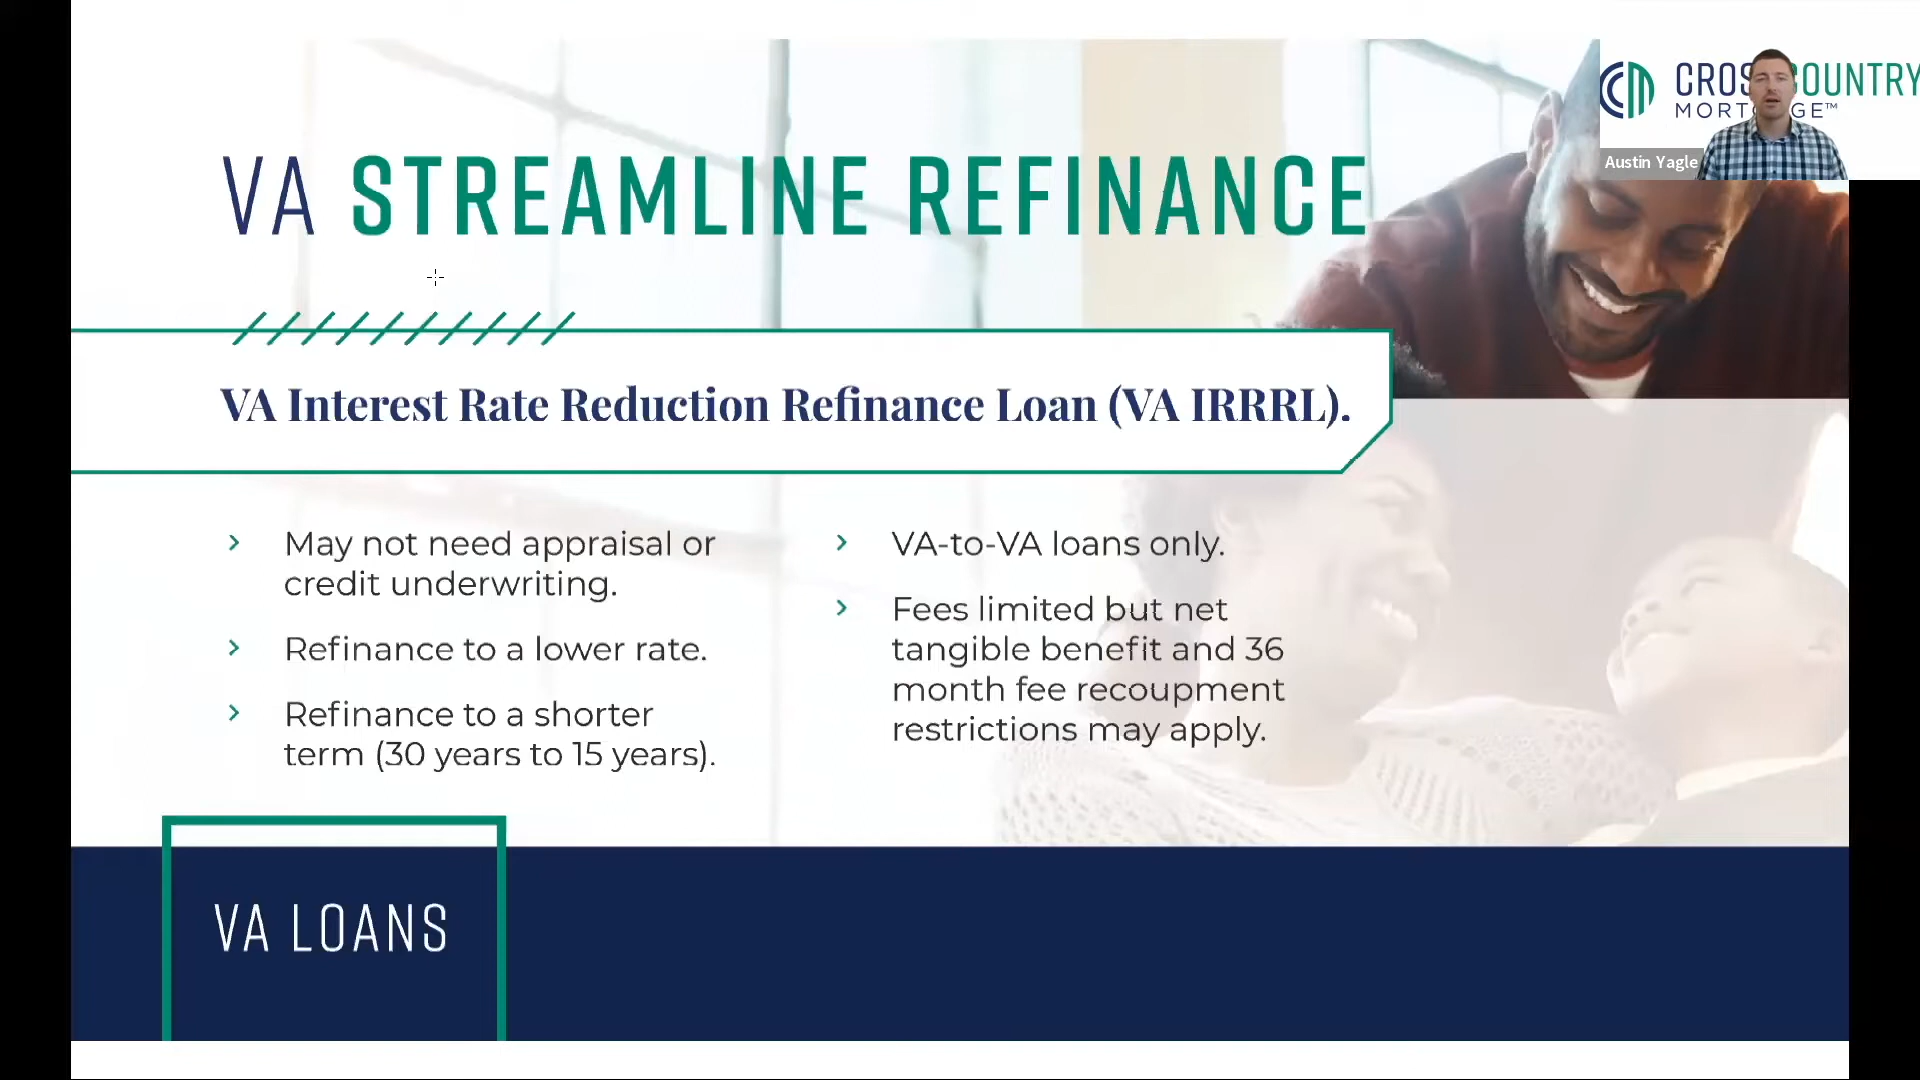 VA STREAMLINE REFINANCE
VA Interest Rate Reduction Refinance Loan (VA IRRRL).
May not need appraisal or
credit underwriting.
Refinance to a lower rate.
Refinance to a shorter
term (30 years to 15 years).
VA-to-VA loans only.
Fees limited but net
tangible benefit and 36
month fee recoupment
restrictions may apply.
VA LOANS
Austin Yagle